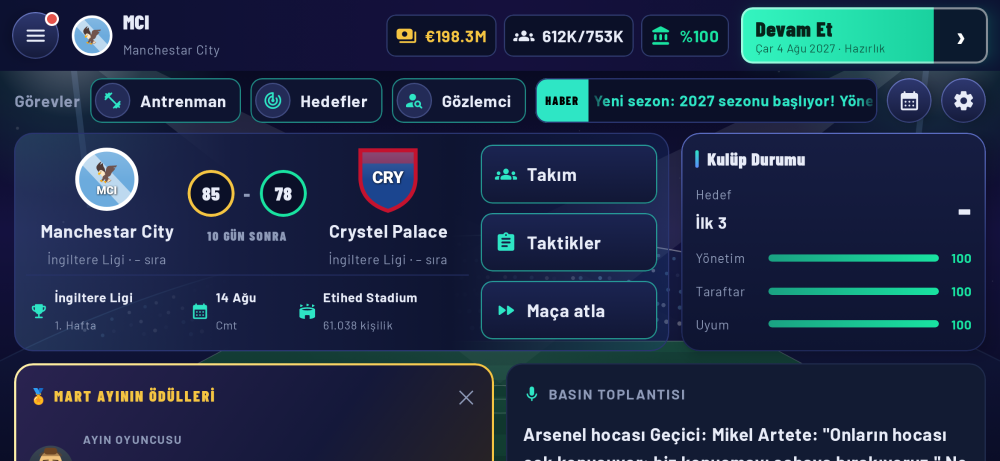 MCI
Manchestar City
€198.3M
612K/753K
%100
Devam Et
Çar 4 Ağu 2027 · Hazırlık
Görevler
Antrenman
Hedefler
Gözlemci
HABER
Yeni sezon: 2027 sezonu başlıyor! Yöne
MCI
Manchestar City
İngiltere Ligi · – sıra
85 - 78
10 GÜN SONRA
CRY
Crystel Palace
İngiltere Ligi · – sıra
İngiltere Ligi
1. Hafta
14 Ağu
Cmt
Etihed Stadium
61.038 kişilik
Takım
Taktikler
Maça atla
Kulüp Durumu
Hedef
İlk 3
–
Yönetim 100
Taraftar 100
Uyum 100
MART AYININ ÖDÜLLERİ
AYIN OYUNCUSU
BASIN TOPLANTISI
Arsenel hocası Geçici: Mikel Artete: "Onların hocası